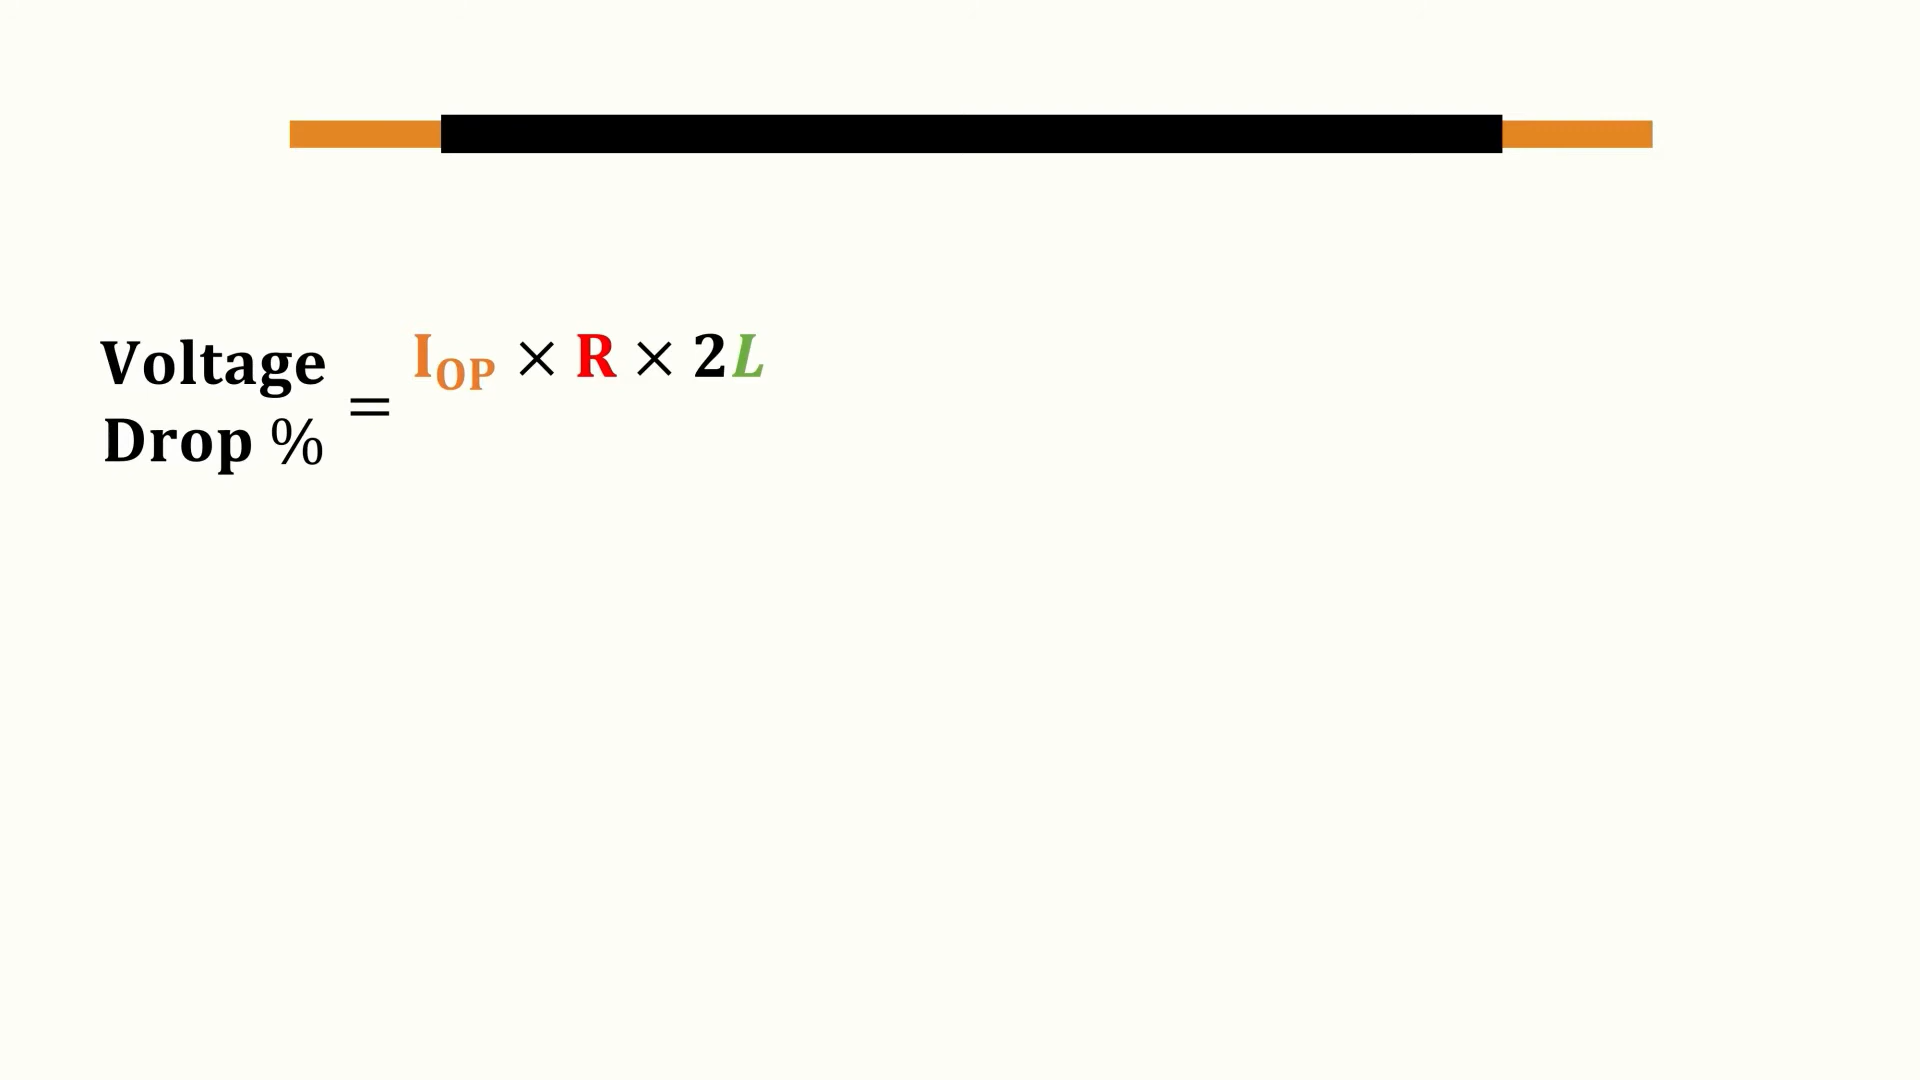 Voltage
Drop %
= I_OP × R × 2L